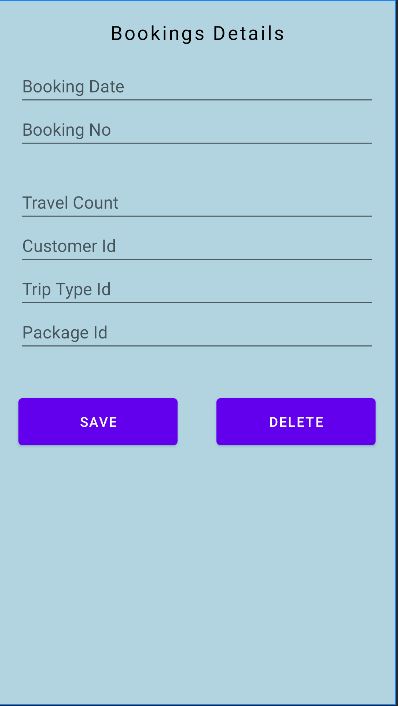 Bookings Details
Booking Date
Booking No
Travel Count
Customer Id
Trip Type Id
Package Id
SAVE
DELETE